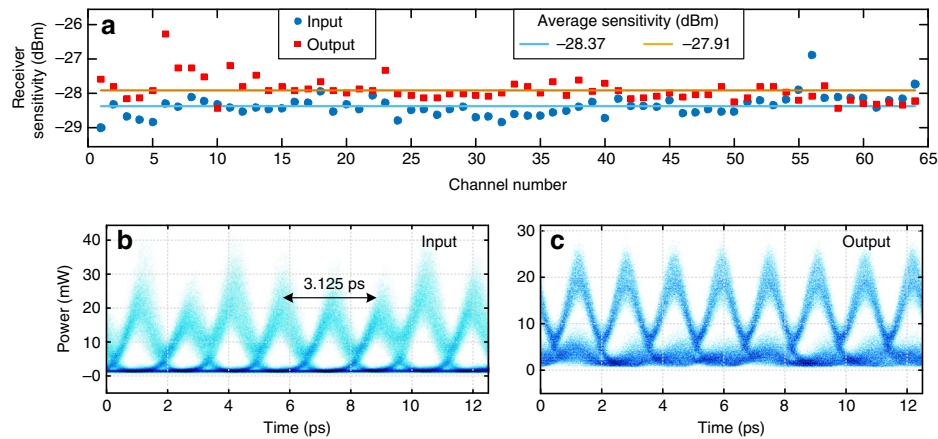 a
Input
Output
Average sensitivity (dBm)
–28.37
–27.91
Receiver
sensitivity (dBm)
–26
–27
–28
–29
0 5 10 15 20 25 30 35 40 45 50 55 60 65
Channel number
b
Input
3.125 ps
Power (mW)
40
30
20
10
–0
0 2 4 6 8 10 12
Time (ps)
c
Output
30
20
10
0
0 2 4 6 8 10 12
Time (ps)